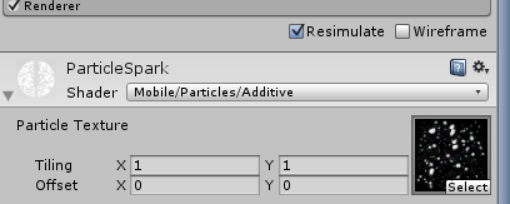 Renderer
Resimulate Wireframe
ParticleSpark
Shader Mobile/Particles/Additive
Particle Texture
Tiling X 1 Y 1
Offset X 0 Y 0
Select